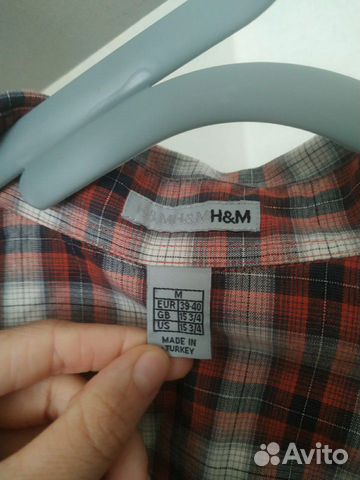 H&M H&M
M
EUR 39-40
GB 15 3/4
US 15 3/4
MADE IN
TURKEY
Avito